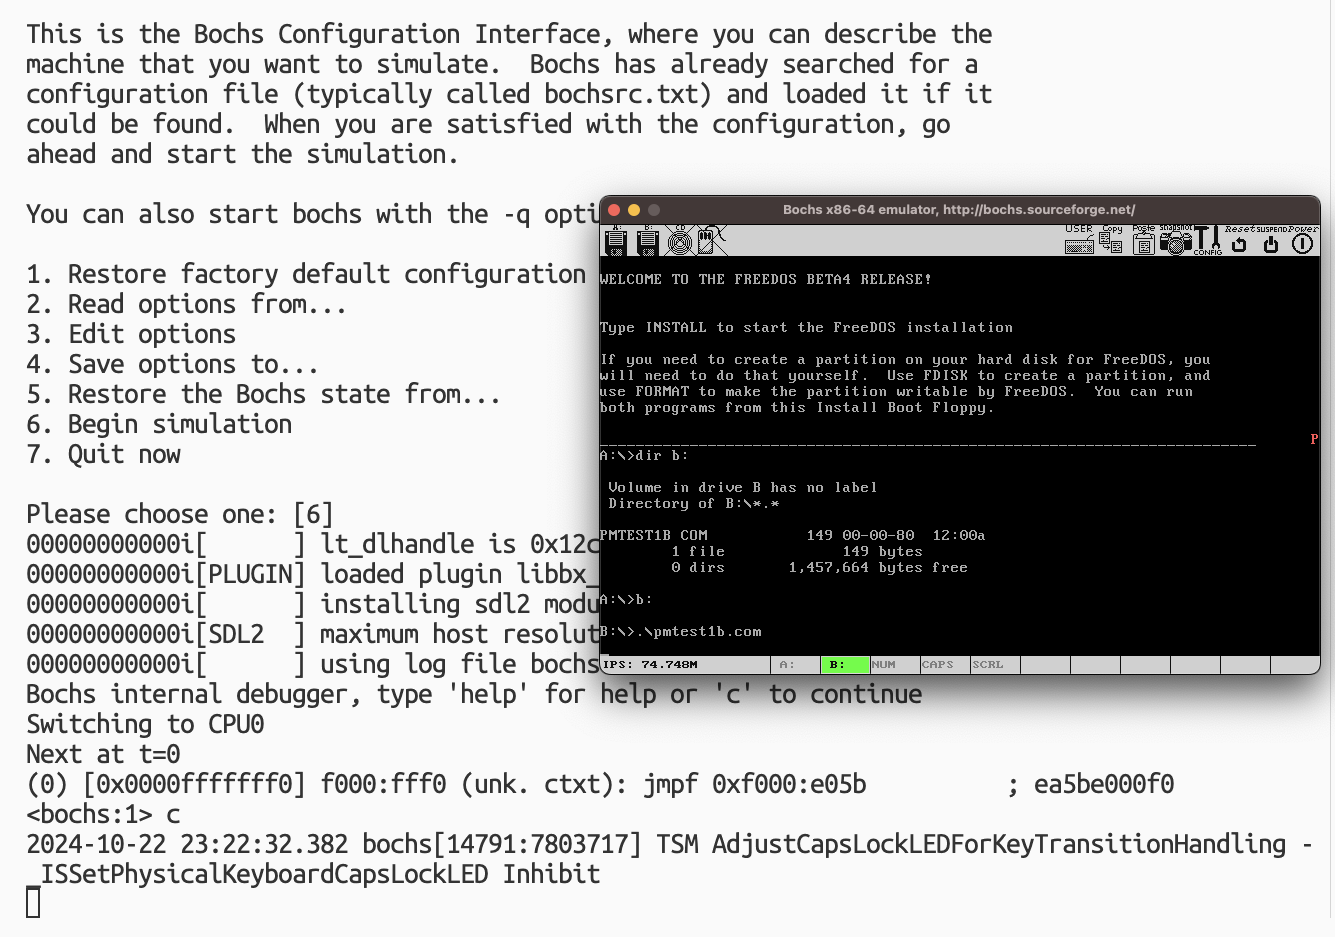 This is the Bochs Configuration Interface, where you can describe the
machine that you want to simulate.  Bochs has already searched for a
configuration file (typically called bochsrc.txt) and loaded it if it
could be found.  When you are satisfied with the configuration, go
ahead and start the simulation.
You can also start bochs with the -q opti
1. Restore factory default configuration
2. Read options from...
3. Edit options
4. Save options to...
5. Restore the Bochs state from...
6. Begin simulation
7. Quit now
Please choose one: [6]
00000000000i[      ] lt_dlhandle is 0x12c
00000000000i[PLUGIN] loaded plugin libbx_
00000000000i[      ] installing sdl2 modu
00000000000i[SDL2  ] maximum host resolut
00000000000i[      ] using log file bochs
Bochs internal debugger, type 'help' for help or 'c' to continue
Switching to CPU0
Next at t=0
(0) [0x0000fffffff0] f000:fff0 (unk. ctxt): jmpf 0xf000:e05b          ; ea5be000f0
<bochs:1> c
2024-10-22 23:22:32.382 bochs[14791:7803717] TSM AdjustCapsLockLEDForKeyTransitionHandling -
_ISSetPhysicalKeyboardCapsLockLED Inhibit
Bochs x86-64 emulator, http://bochs.sourceforge.net/
A: B: CD USER Copy Paste snapshot CONFIG Reset SUSPEND Power
WELCOME TO THE FREEDOS BETA4 RELEASE!
Type INSTALL to start the FreeDOS installation
If you need to create a partition on your hard disk for FreeDOS, you
will need to do that yourself.  Use FDISK to create a partition, and
use FORMAT to make the partition writable by FreeDOS.  You can run
both programs from this Install Boot Floppy.
_________________________________________________________________________ P
A:\>dir b:
Volume in drive B has no label
Directory of B:\*.*
PMTEST1B COM           149 00-00-80  12:00a
1 file             149 bytes
0 dirs       1,457,664 bytes free
A:\>b:
B:\>.\pmtest1b.com
IPS: 74.748M A: B: NUM CAPS SCRL